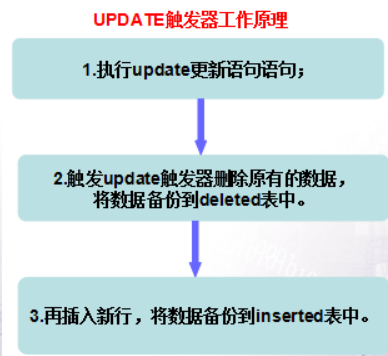 UPDATE触发器工作原理
1.执行update更新语句语句；
2.触发update触发器删除原有的数据，
将数据备份到deleted表中。
3.再插入新行，将数据备份到inserted表中。